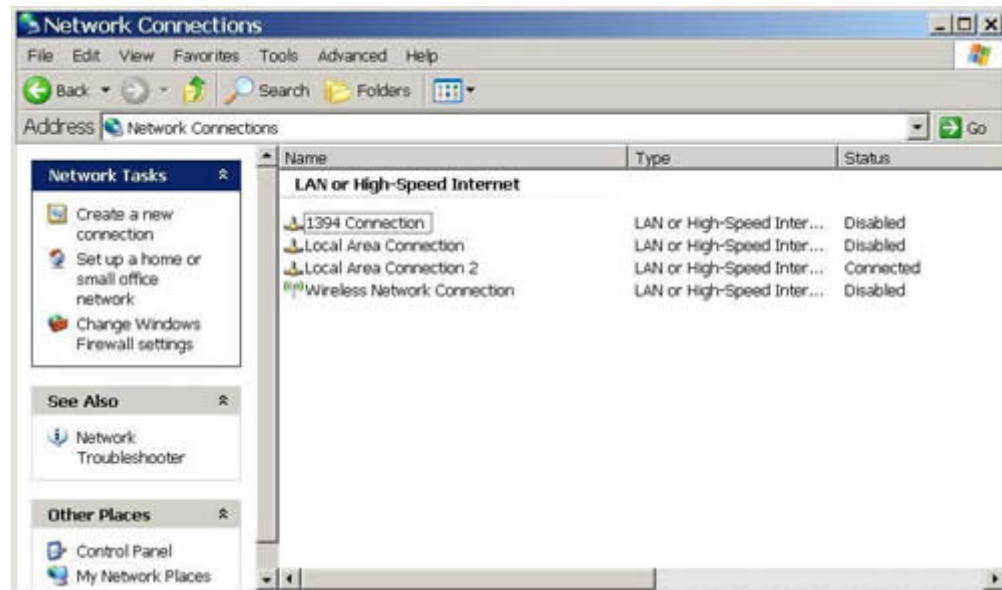 Network Connections
File Edit View Favorites Tools Advanced Help
Back Search Folders
Address Network Connections Go
Name Type Status
Network Tasks
Create a new
connection
Set up a home or
small office
network
Change Windows
Firewall settings
See Also
Network
Troubleshooter
Other Places
Control Panel
My Network Places
LAN or High-Speed Internet
1394 Connection LAN or High-Speed Inter... Disabled
Local Area Connection LAN or High-Speed Inter... Disabled
Local Area Connection 2 LAN or High-Speed Inter... Connected
Wireless Network Connection LAN or High-Speed Inter... Disabled